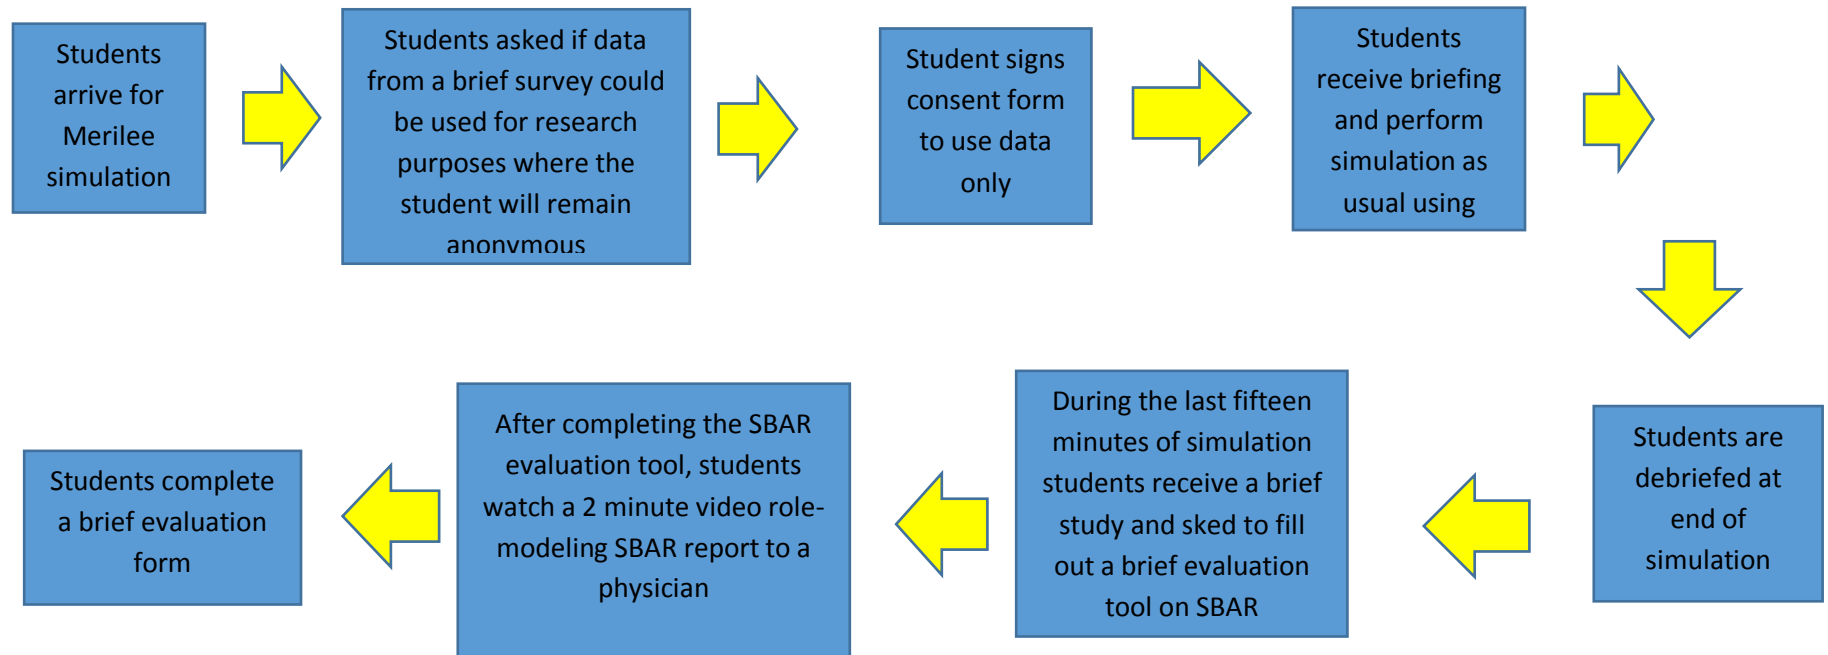 Students
arrive for
Merilee
simulation
Students asked if data
from a brief survey could
be used for research
purposes where the
student will remain
anonymous
Student signs
consent form
to use data
only
Students
receive briefing
and perform
simulation as
usual using
Students are
debriefed at
end of
simulation
During the last fifteen
minutes of simulation
students receive a brief
study and sked to fill
out a brief evaluation
tool on SBAR
After completing the SBAR
evaluation tool, students
watch a 2 minute video role-
modeling SBAR report to a
physician
Students complete
a brief evaluation
form